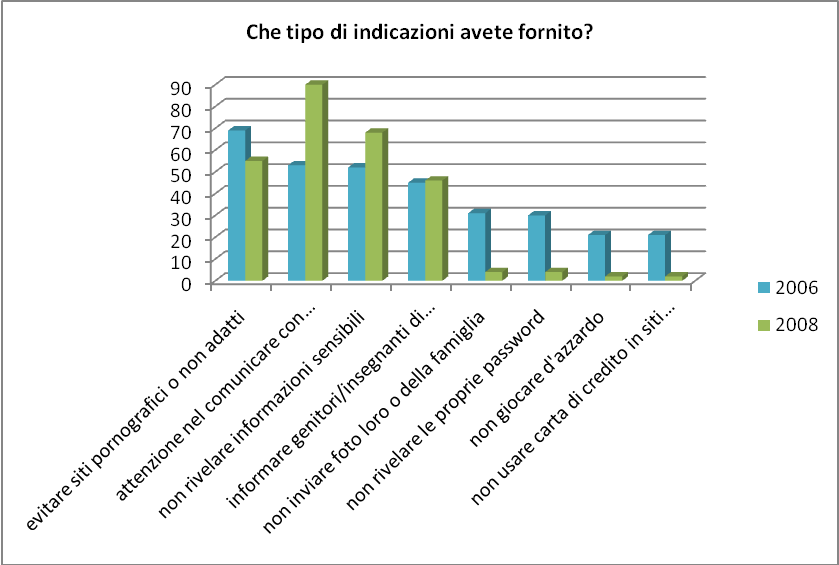 Che tipo di indicazioni avete fornito?
90
80
70
60
50
40
30
20
10
0
evitare siti pornografici o non adatti
attenzione nel comunicare con...
non rivelare informazioni sensibili
informare genitori/insegnanti di...
non inviare foto loro o della famiglia
non rivelare le proprie password
non giocare d'azzardo
non usare carta di credito in siti...
2006
2008